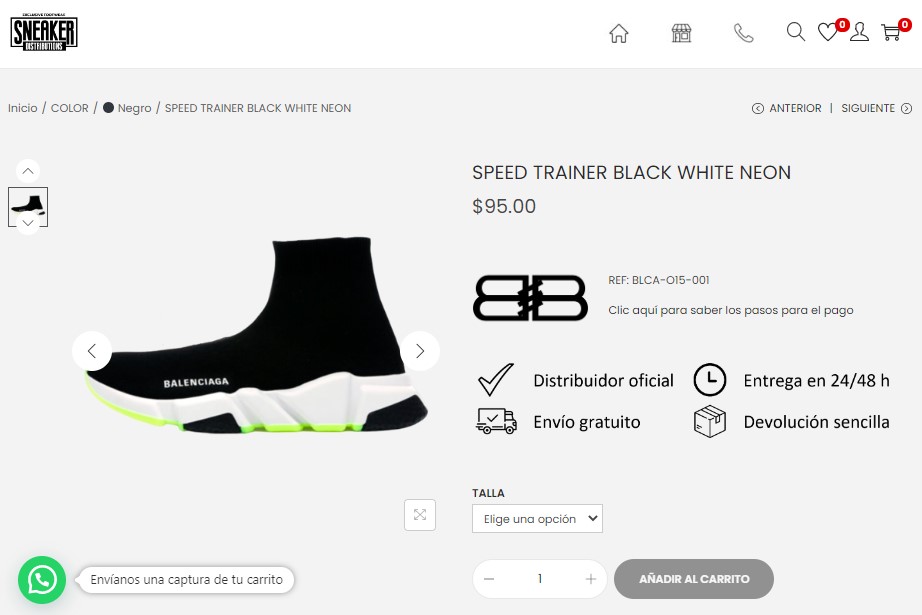 EXCLUSIVE FOOTWEAR
SNEAKER
DISTRIBUTIONS
0
0
Inicio / COLOR / Negro / SPEED TRAINER BLACK WHITE NEON
ANTERIOR | SIGUIENTE
SPEED TRAINER BLACK WHITE NEON
$95.00
REF: BLCA-O15-001
Clic aquí para saber los pasos para el pago
BALENCIAGA
Distribuidor oficial
Entrega en 24/48 h
Envío gratuito
Devolución sencilla
TALLA
Elige una opción
Envíanos una captura de tu carrito
1
AÑADIR AL CARRITO